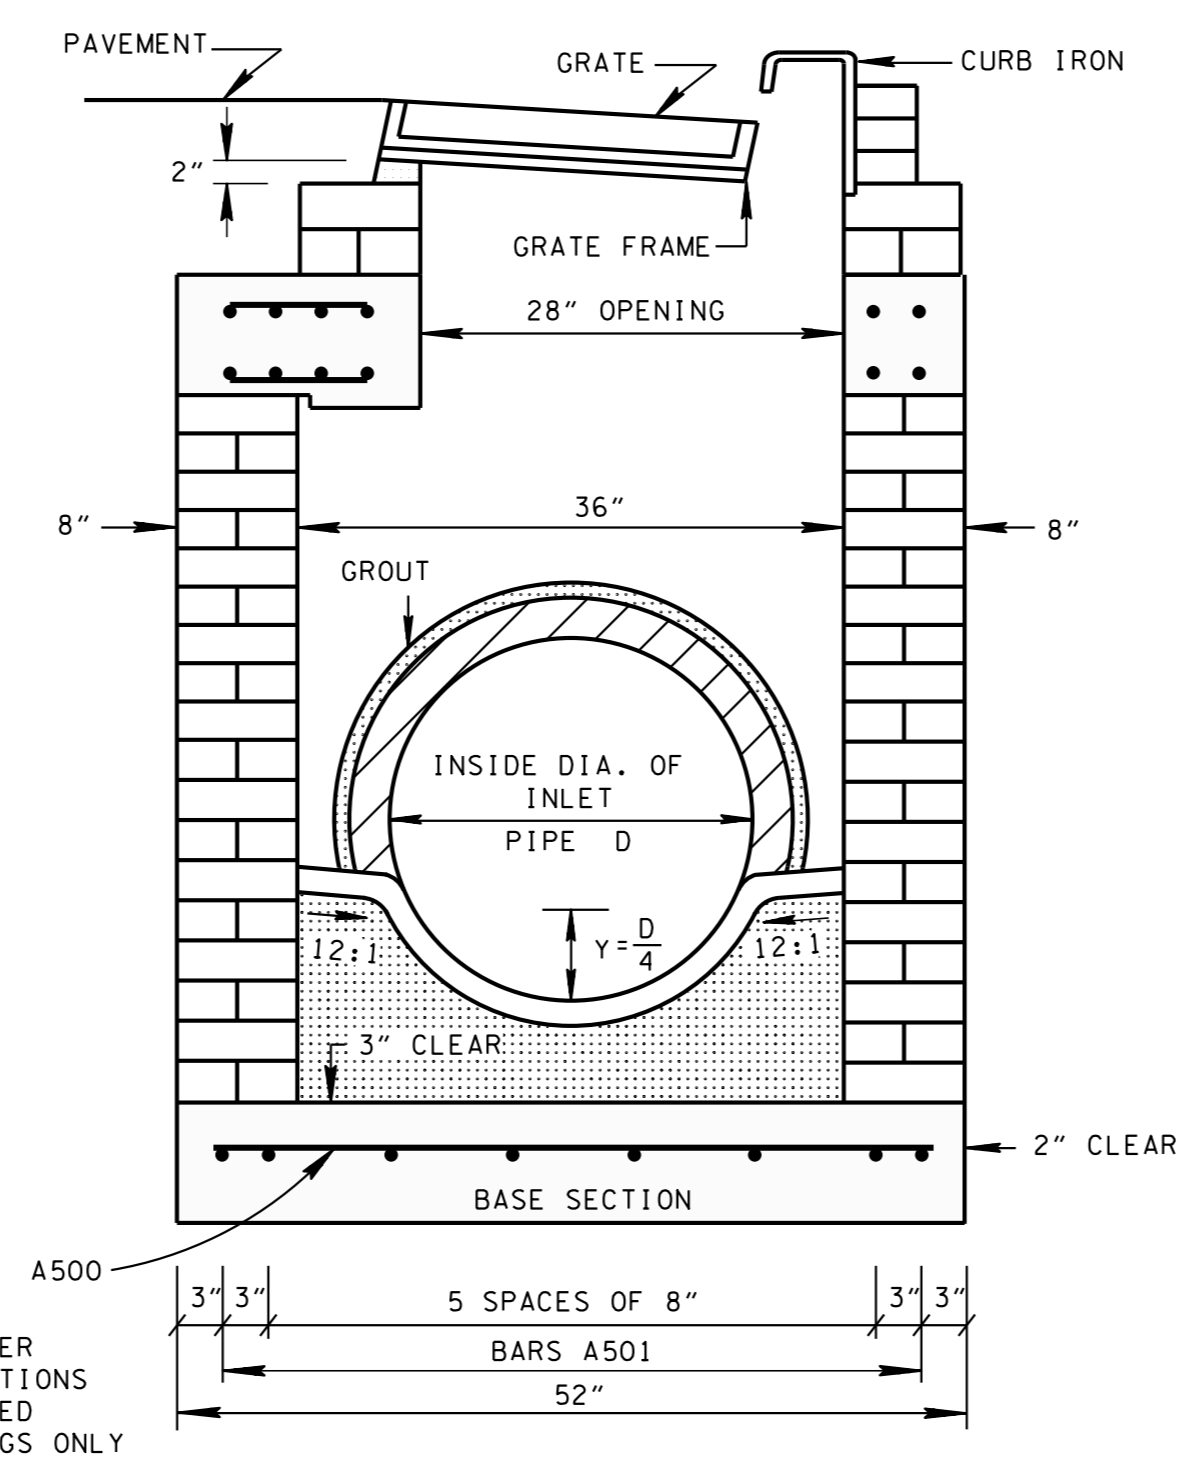 PAVEMENT
GRATE
CURB IRON
2"
GRATE FRAME
28" OPENING
8"
36"
8"
GROUT
INSIDE DIA. OF
INLET
PIPE D
Y = D/4
12:1
12:1
3" CLEAR
2" CLEAR
BASE SECTION
A500
3" 3" 5 SPACES OF 8" 3" 3"
BARS A501
52"
ER
TIONS
ED
GS ONLY